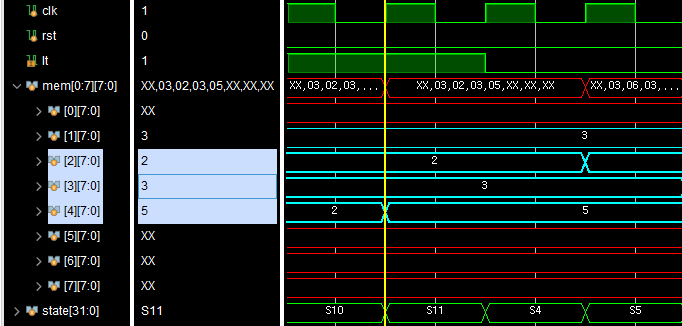 clk 1
rst 0
lt 1
mem[0:7][7:0] XX,03,02,03,05,XX,XX,XX XX,03,02,03,... XX,03,02,03,05,XX,XX,XX XX,03,06,03,...
[0][7:0] XX
[1][7:0] 3 3
[2][7:0] 2 2
[3][7:0] 3 3
[4][7:0] 5 2 5
[5][7:0] XX
[6][7:0] XX
[7][7:0] XX
state[31:0] S11 S10 S11 S4 S5